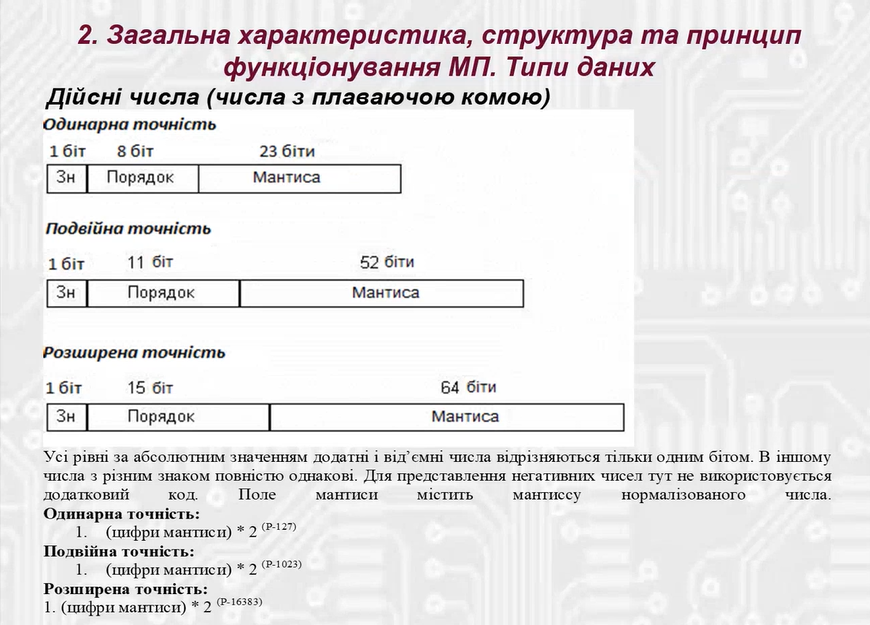 2. Загальна характеристика, структура та принцип
функціонування МП. Типи даних
Дійсні числа (числа з плаваючою комою)
Одинарна точність
1 біт 8 біт 23 біти
Зн Порядок Мантиса
Подвійна точність
1 біт 11 біт 52 біти
Зн Порядок Мантиса
Розширена точність
1 біт 15 біт 64 біти
Зн Порядок Мантиса
Усі рівні за абсолютним значенням додатні і від’ємні числа відрізняються тільки одним бітом. В іншому
числа з різним знаком повністю однакові. Для представлення негативних чисел тут не використовується
додатковий код. Поле мантиси містить мантиссу нормалізованого числа.
Одинарна точність:
1. (цифри мантиси) * 2 (P-127)
Подвійна точність:
1. (цифри мантиси) * 2 (P-1023)
Розширена точність:
1. (цифри мантиси) * 2 (P-16383)